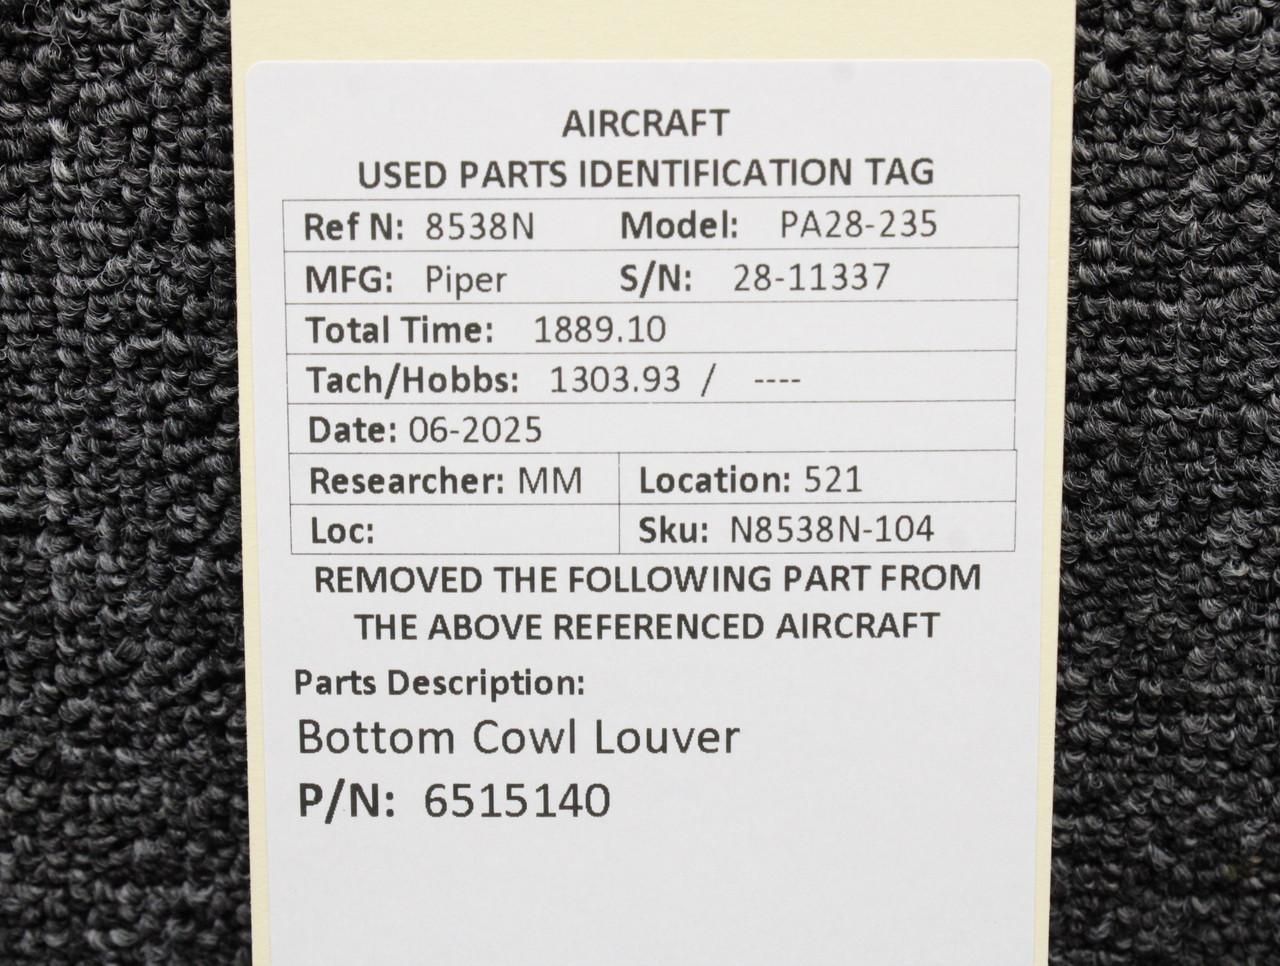 AIRCRAFT
USED PARTS IDENTIFICATION TAG
Ref N: 8538N Model: PA28-235
MFG: Piper S/N: 28-11337
Total Time: 1889.10
Tach/Hobbs: 1303.93 / ----
Date: 06-2025
Researcher: MM Location: 521
Loc: Sku: N8538N-104
REMOVED THE FOLLOWING PART FROM
THE ABOVE REFERENCED AIRCRAFT
Parts Description:
Bottom Cowl Louver
P/N: 6515140